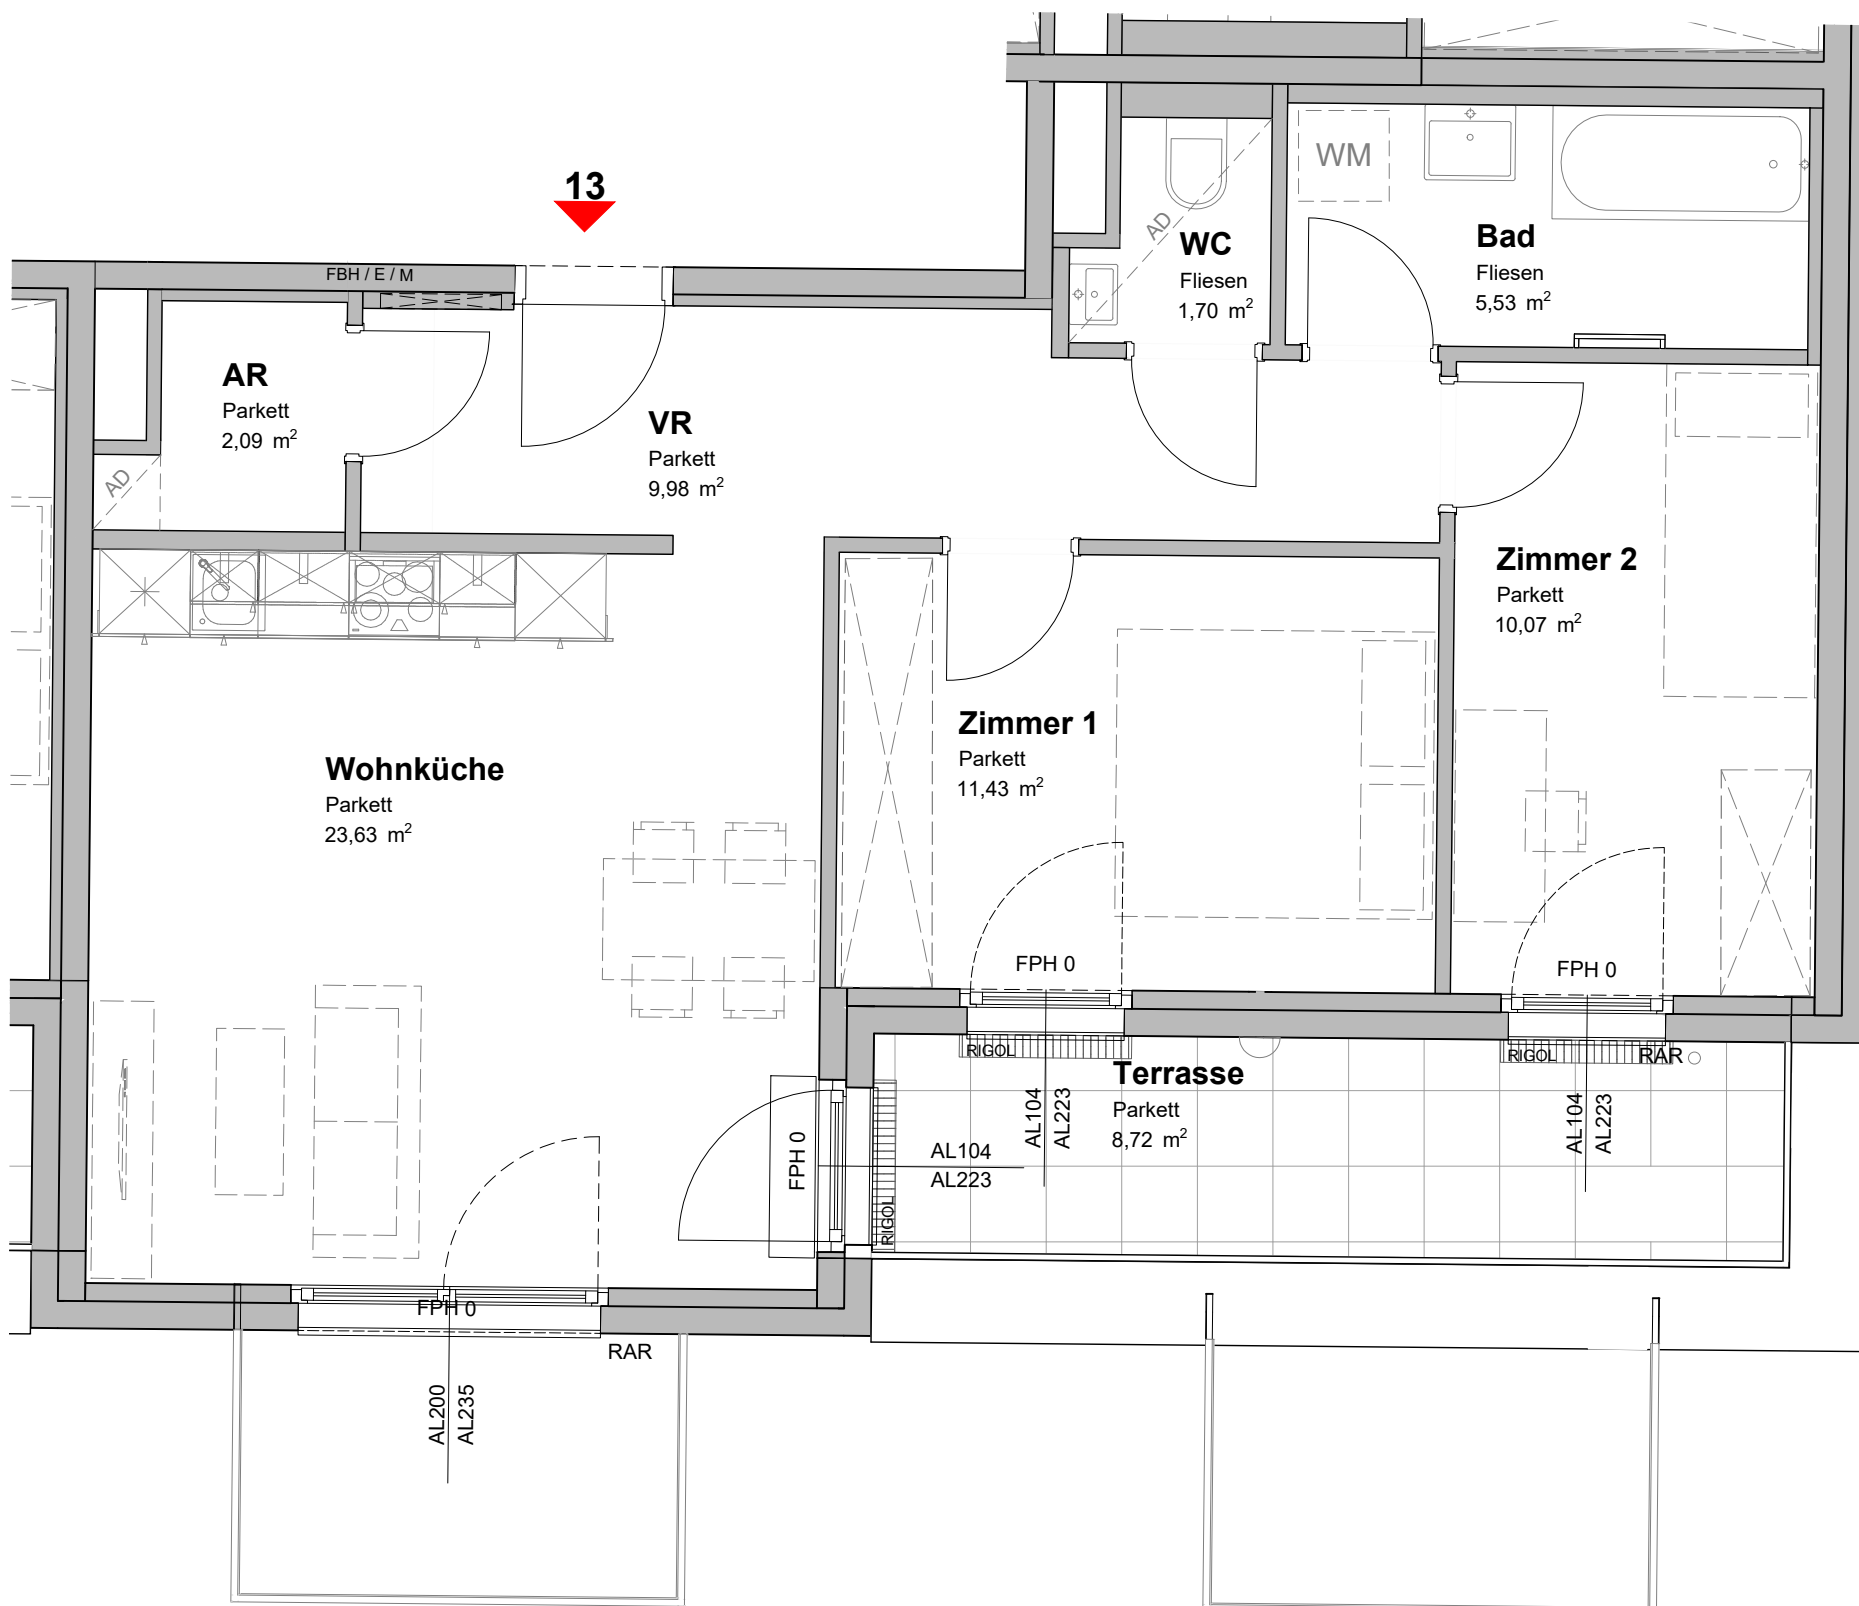 13
FBH / E / M
WM
AD
WC
Fliesen
1,70 m²
Bad
Fliesen
5,53 m²
AR
Parkett
2,09 m²
AD
VR
Parkett
9,98 m²
Zimmer 2
Parkett
10,07 m²
Zimmer 1
Parkett
11,43 m²
Wohnküche
Parkett
23,63 m²
FPH 0
FPH 0
RIGOL
RIGOL
RAR
Terrasse
Parkett
8,72 m²
AL104
AL223
AL104
AL223
FPH 0
AL104
AL223
RIGOL
FPH 0
RAR
AL200
AL235